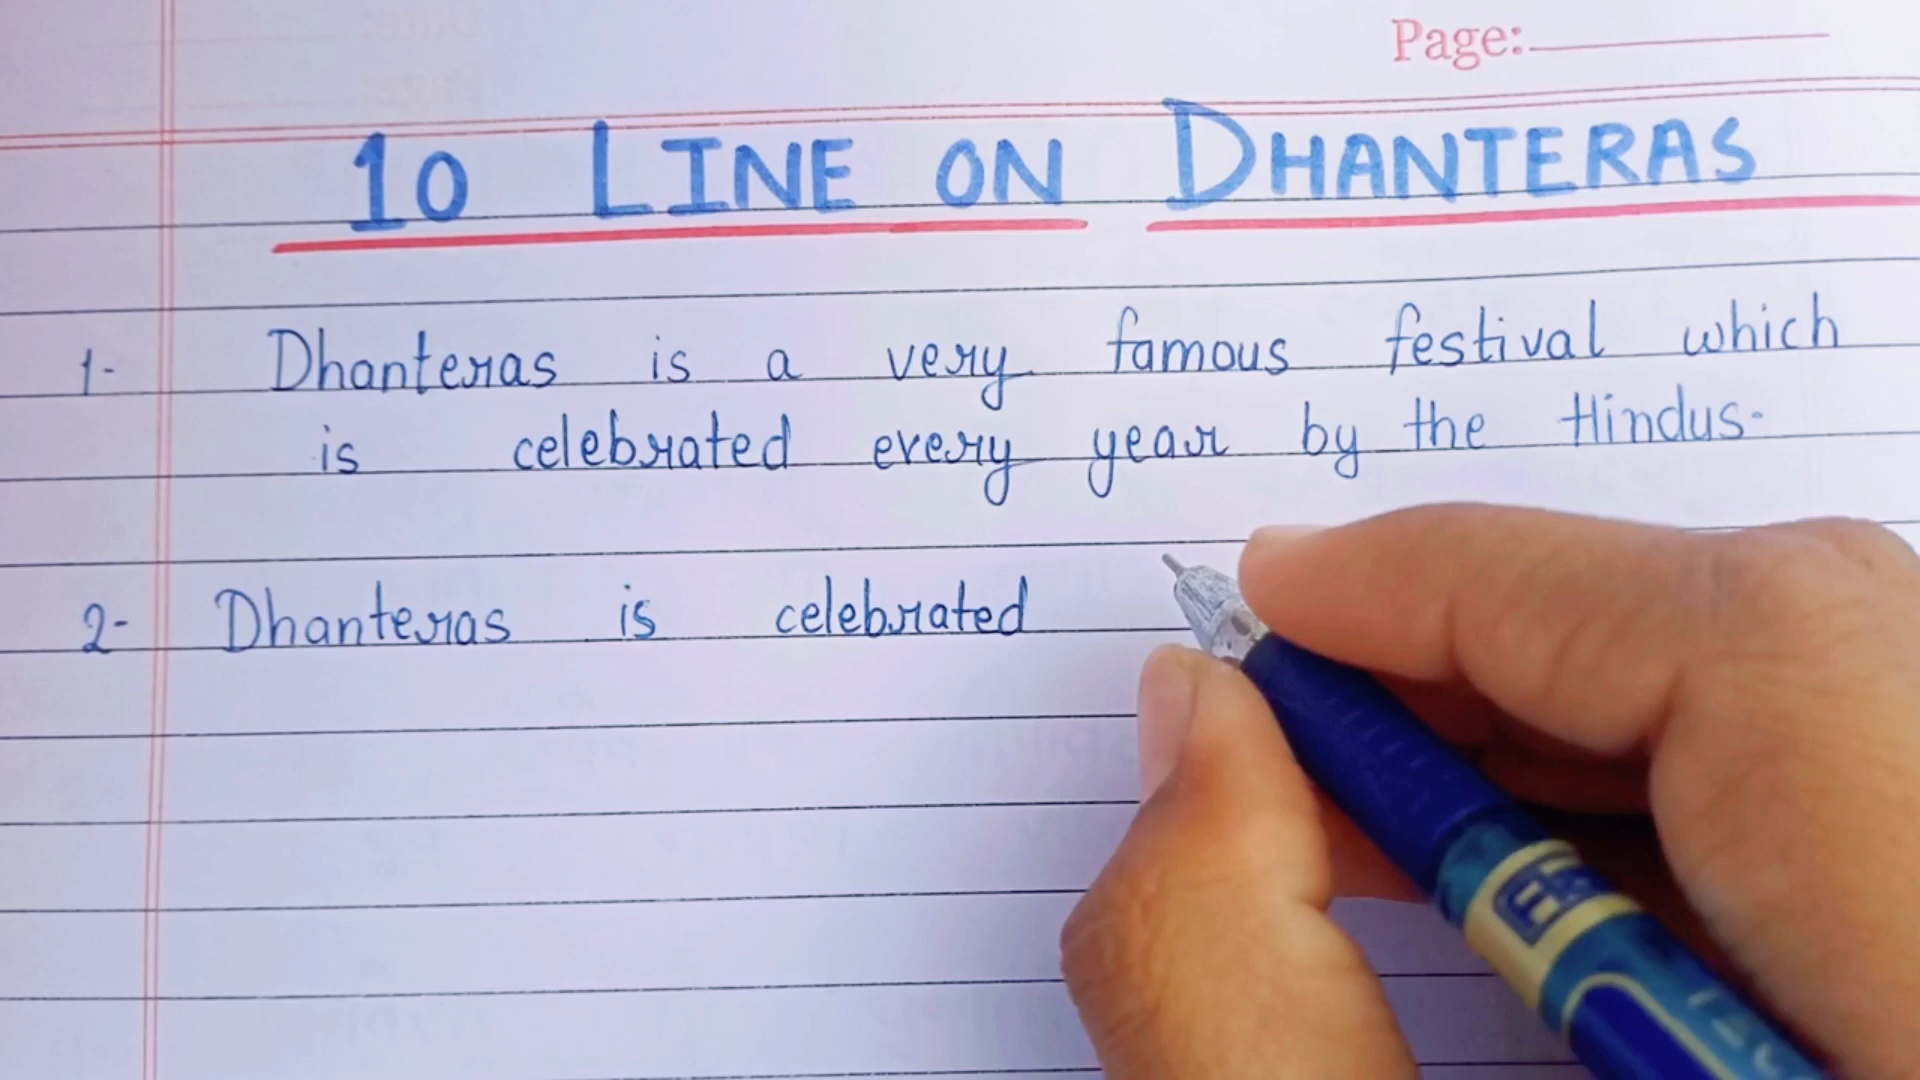 Page:
10 LINE ON DHANTERAS
1- Dhanteras is a very famous festival which
is celebrated every year by the Hindus.
2- Dhanteras is celebrated